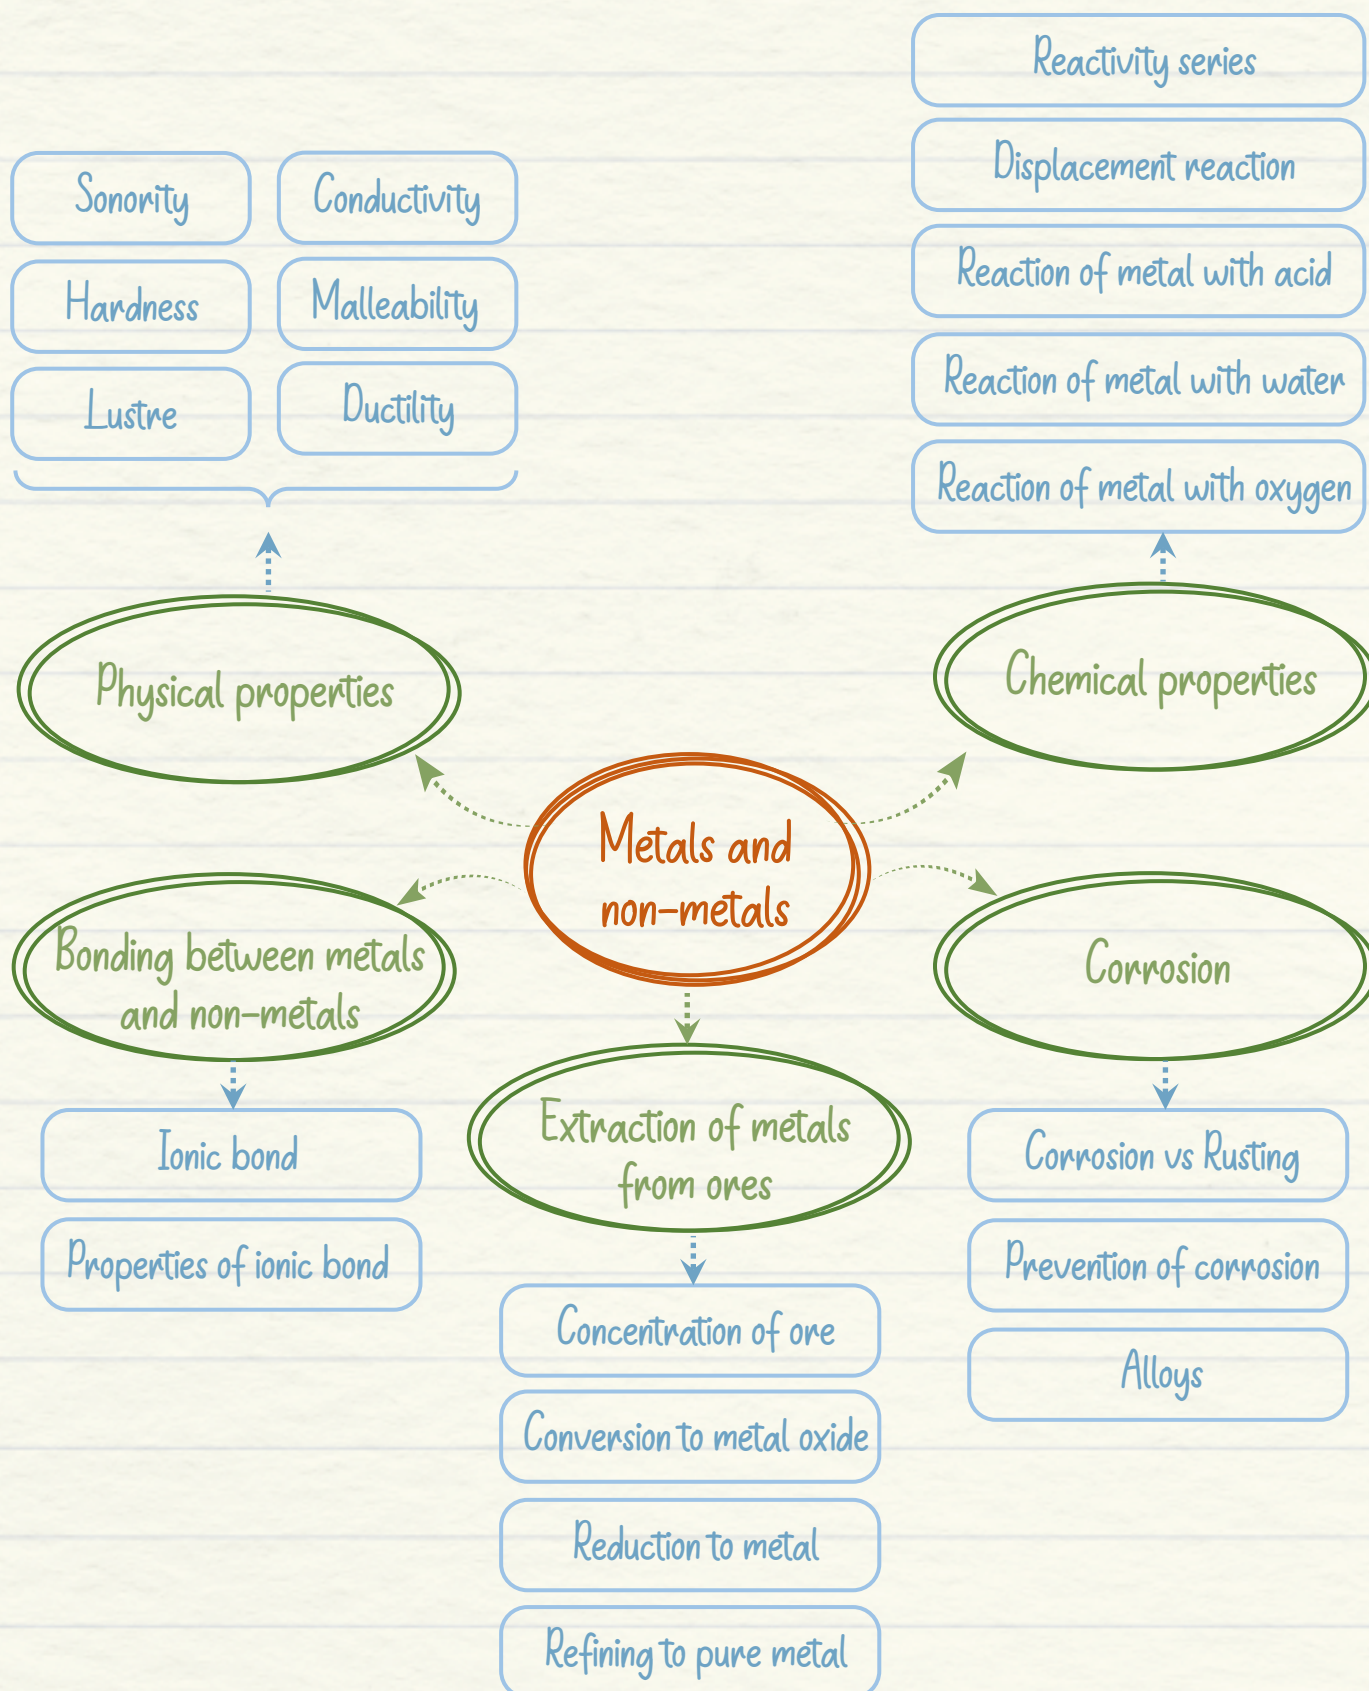 Reactivity series
Displacement reaction
Reaction of metal with acid
Reaction of metal with water
Reaction of metal with oxygen
Sonority
Conductivity
Hardness
Malleability
Lustre
Ductility
Physical properties
Chemical properties
Metals and
non-metals
Bonding between metals
and non-metals
Corrosion
Extraction of metals
from ores
Ionic bond
Properties of ionic bond
Corrosion vs Rusting
Prevention of corrosion
Alloys
Concentration of ore
Conversion to metal oxide
Reduction to metal
Refining to pure metal